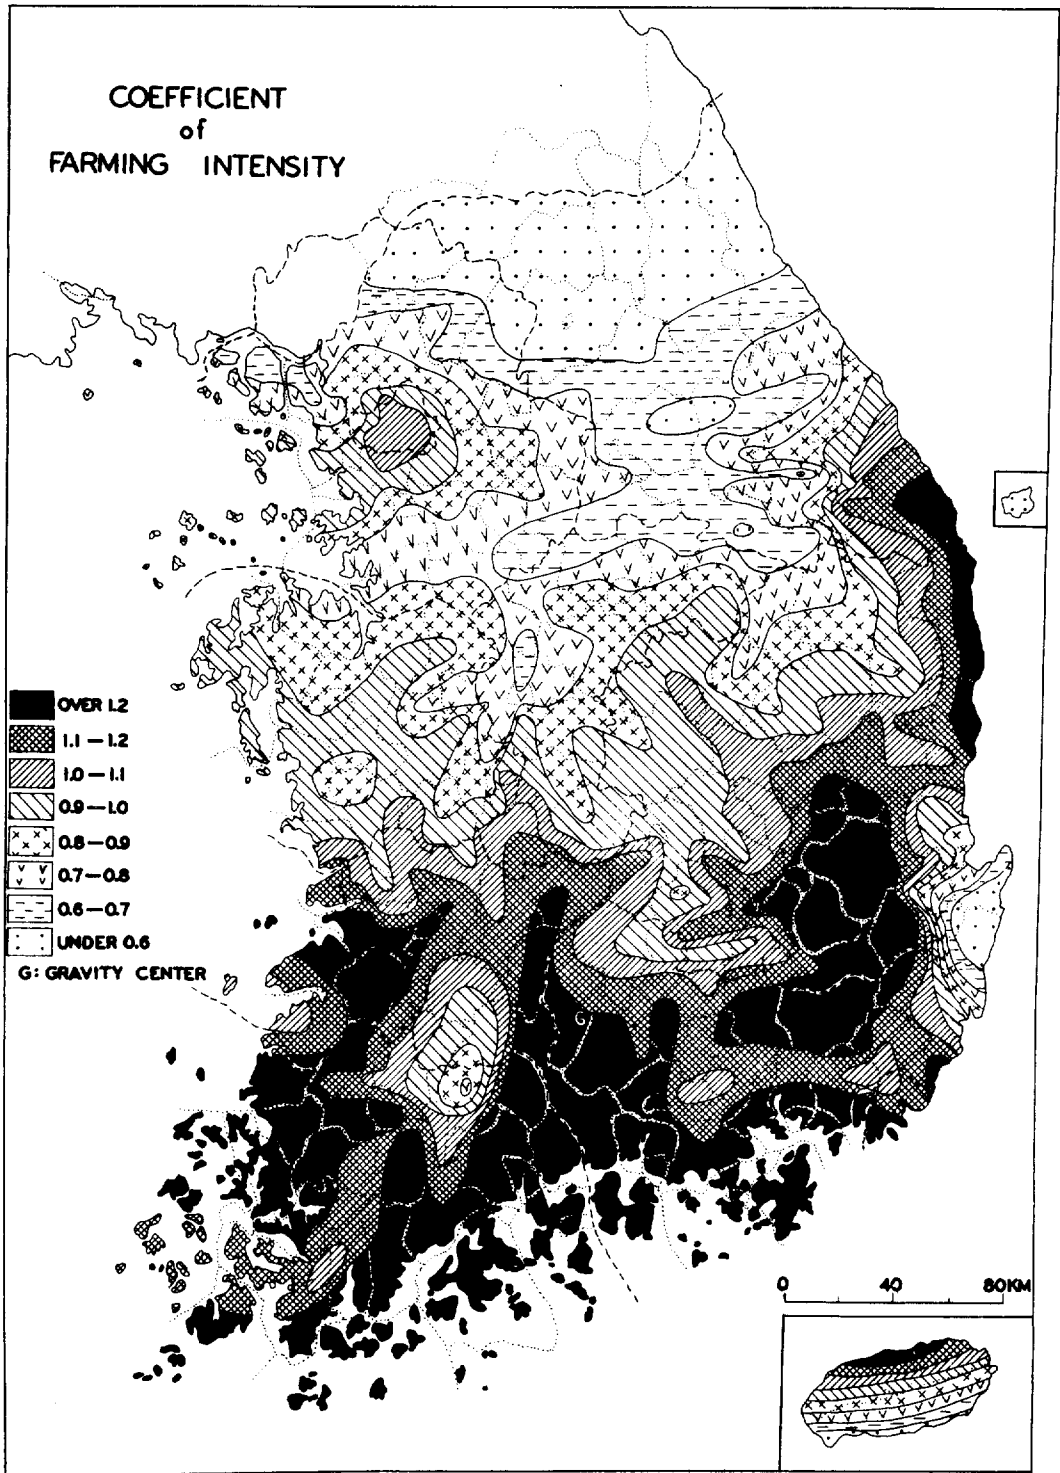 COEFFICIENT
of
FARMING INTENSITY
OVER 1.2
1.1 — 1.2
1.0 — 1.1
0.9 — 1.0
0.8 — 0.9
0.7 — 0.8
0.6 — 0.7
UNDER 0.6
G: GRAVITY CENTER
G
0 40 80KM